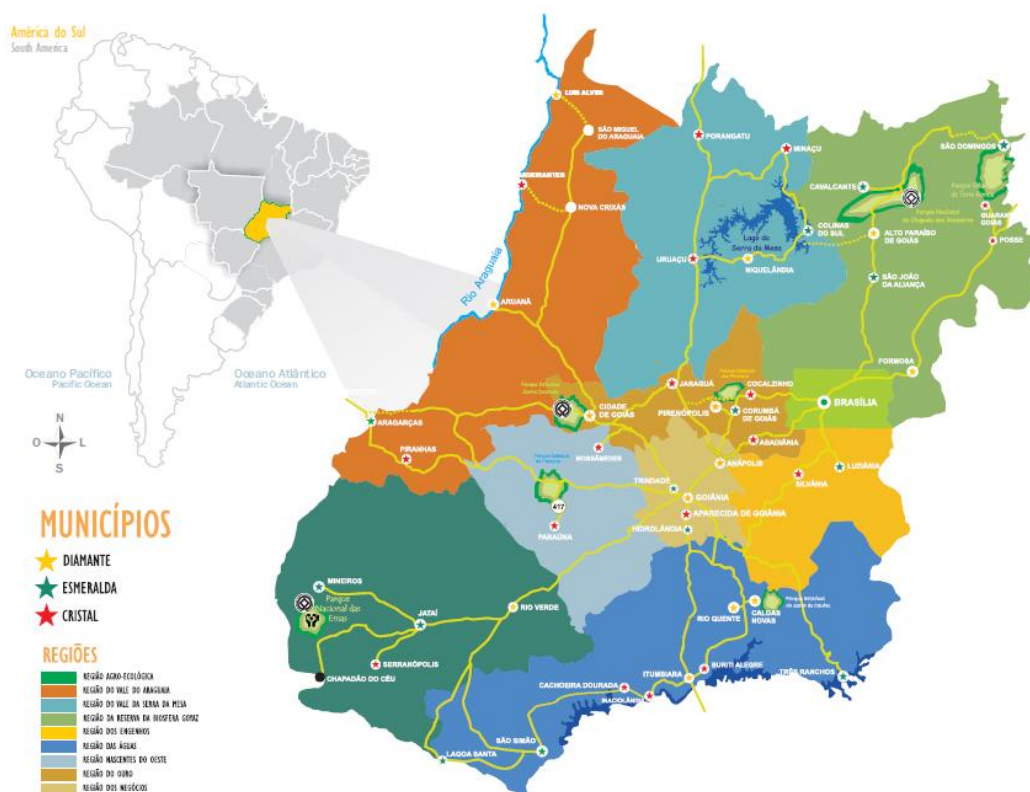 América do Sul
South America
Oceano Pacífico
Pacific Ocean
Oceano Atlântico
Atlantic Ocean
N
O
L
S
MUNICÍPIOS
DIAMANTE
ESMERALDA
CRISTAL
REGIÕES
REGIÃO AGRO-ECOLÓGICA
REGIÃO DO VALE DO ARAGUAIA
REGIÃO DO VALE DA SERRA DA MESA
REGIÃO DA RESERVA DA BIOSFERA GOYAZ
REGIÃO DOS ENGENHOS
REGIÃO DAS ÁGUAS
REGIÃO NASCENTES DO OESTE
REGIÃO DO OURO
REGIÃO DOS NEGÓCIOS
LUIS ALVES
SÃO MIGUEL
DO ARAGUAIA
NOVA CRIXÁS
Rio Araguaia
ARUANÃ
PORANGATU
MINAÇU
CAVALCANTE
SÃO DOMINGOS
Parque Nacional
COLINAS
DO SUL
ALTO PARAÍSO
DE GOIÁS
POSSE
Lago da
Serra da Mesa
URUAÇU
NIQUELÂNDIA
SÃO JOÃO
DA ALIANÇA
FORMOSA
JARAGUÁ
COCALZINHO
CIDADE
DE GOIÁS
PIRENÓPOLIS
CORUMBÁ
DE GOIÁS
BRASÍLIA
ARAGARÇAS
PIRANHAS
MOSSÂMEDES
ABADIÂNIA
ANÁPOLIS
LUZIÂNIA
SILVÂNIA
TRINDADE
GOIÂNIA
APARECIDA DE GOIÂNIA
HIDROLÂNDIA
417
PARAÚNA
MINEIROS
Parque
Nacional das
Emas
JATAÍ
RIO VERDE
SERRANÓPOLIS
CHAPADÃO DO CÉU
RIO QUENTE
CALDAS
NOVAS
CACHOEIRA DOURADA
ITUMBIARA
BURITI ALEGRE
TRÊS RANCHOS
INACIOLÂNDIA
SÃO SIMÃO
LAGOA SANTA